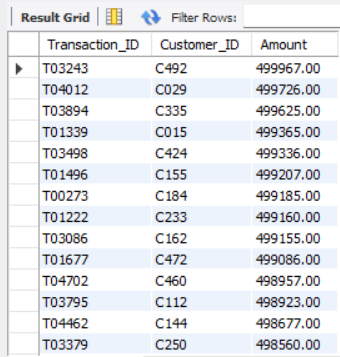 Result Grid Filter Rows:
Transaction_ID Customer_ID Amount
T03243 C492 499967.00
T04012 C029 499726.00
T03894 C335 499625.00
T01339 C015 499365.00
T03498 C424 499336.00
T01496 C155 499207.00
T00273 C184 499185.00
T01222 C233 499160.00
T03086 C162 499155.00
T01677 C472 499086.00
T04702 C460 498957.00
T03795 C112 498923.00
T04462 C144 498677.00
T03379 C250 498560.00